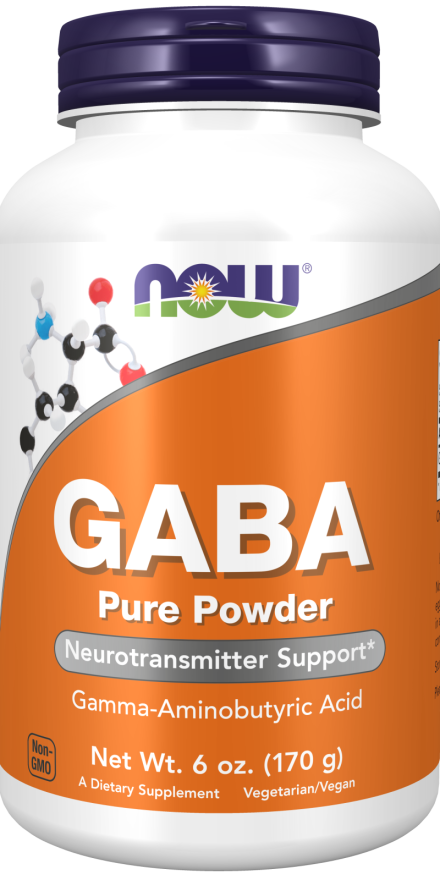 NOW®
GABA
Pure Powder
Neurotransmitter Support*
Gamma-Aminobutyric Acid
Non-
GMO
Net Wt. 6 oz. (170 g)
A Dietary Supplement Vegetarian/Vegan